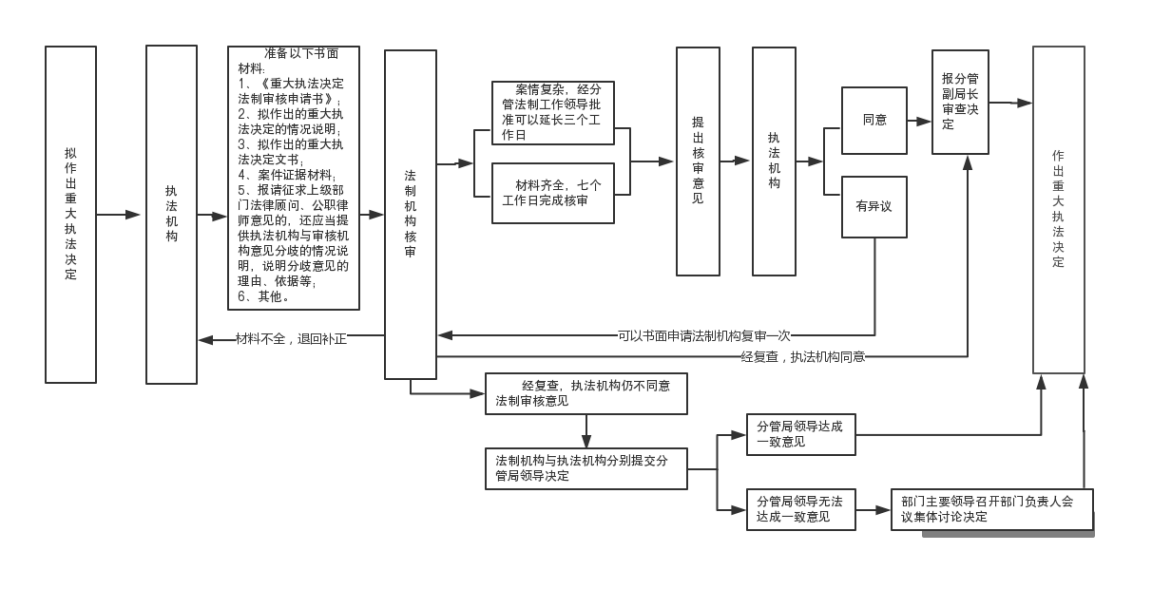 拟作出重大执法决定
执法机构
准备以下书面
材料:
1、《重大执法决定
法制审核申请书》;
2、拟作出的重大执
法决定的情况说明;
3、拟作出的重大执
法决定文书;
4、案件证据材料;
5、报请征求上级部
门法律顾问、公职律
师意见的，还应当提
供执法机构与审核机
构意见分歧的情况说
明，说明分歧意见的
理由、依据等;
6、其他。
法制机构核审
案情复杂，经分
管法制工作领导批
准可以延长三个工
作日
材料齐全，七个
工作日完成核审
提出核审意见
执法机构
同意
有异议
报分管
副局长
审查决
定
作出重大执法决定
材料不全，退回补正
可以书面申请法制机构复审一次
经复查，执法机构同意
经复查，执法机构仍不同意
法制审核意见
法制机构与执法机构分别提交分
管局领导决定
分管局领导达成
一致意见
分管局领导无法
达成一致意见
部门主要领导召开部门负责人会
议集体讨论决定